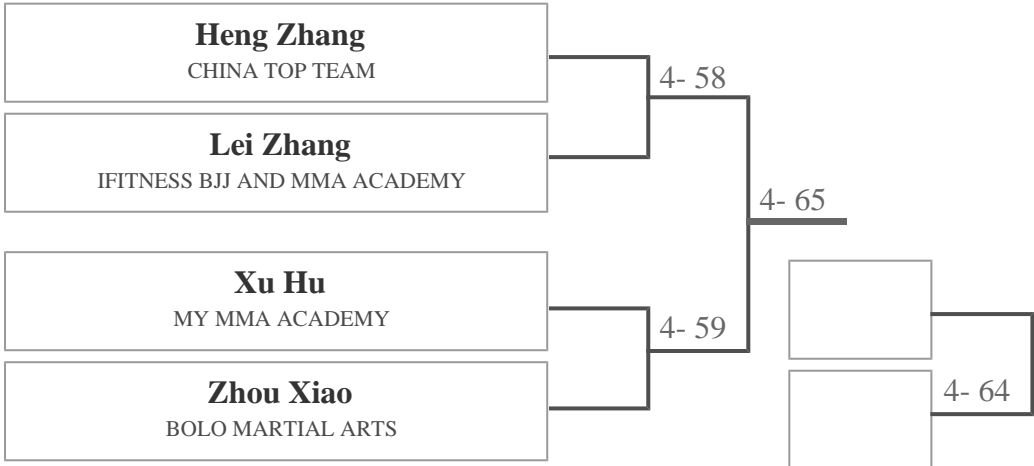 Heng Zhang
CHINA TOP TEAM
4- 58
Lei Zhang
IFITNESS BJJ AND MMA ACADEMY
4- 65
Xu Hu
MY MMA ACADEMY
4- 59
Zhou Xiao
BOLO MARTIAL ARTS
4- 64